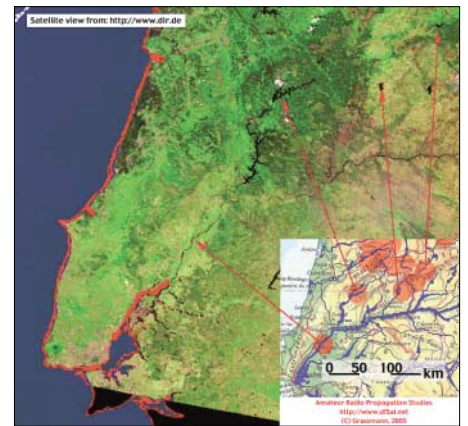 Satellite view from: http://www.dlr.de
0 50 100
km
Amateur Radio Propagation Studies
http://www.df5ai.net
(C) Grassmann, 2005